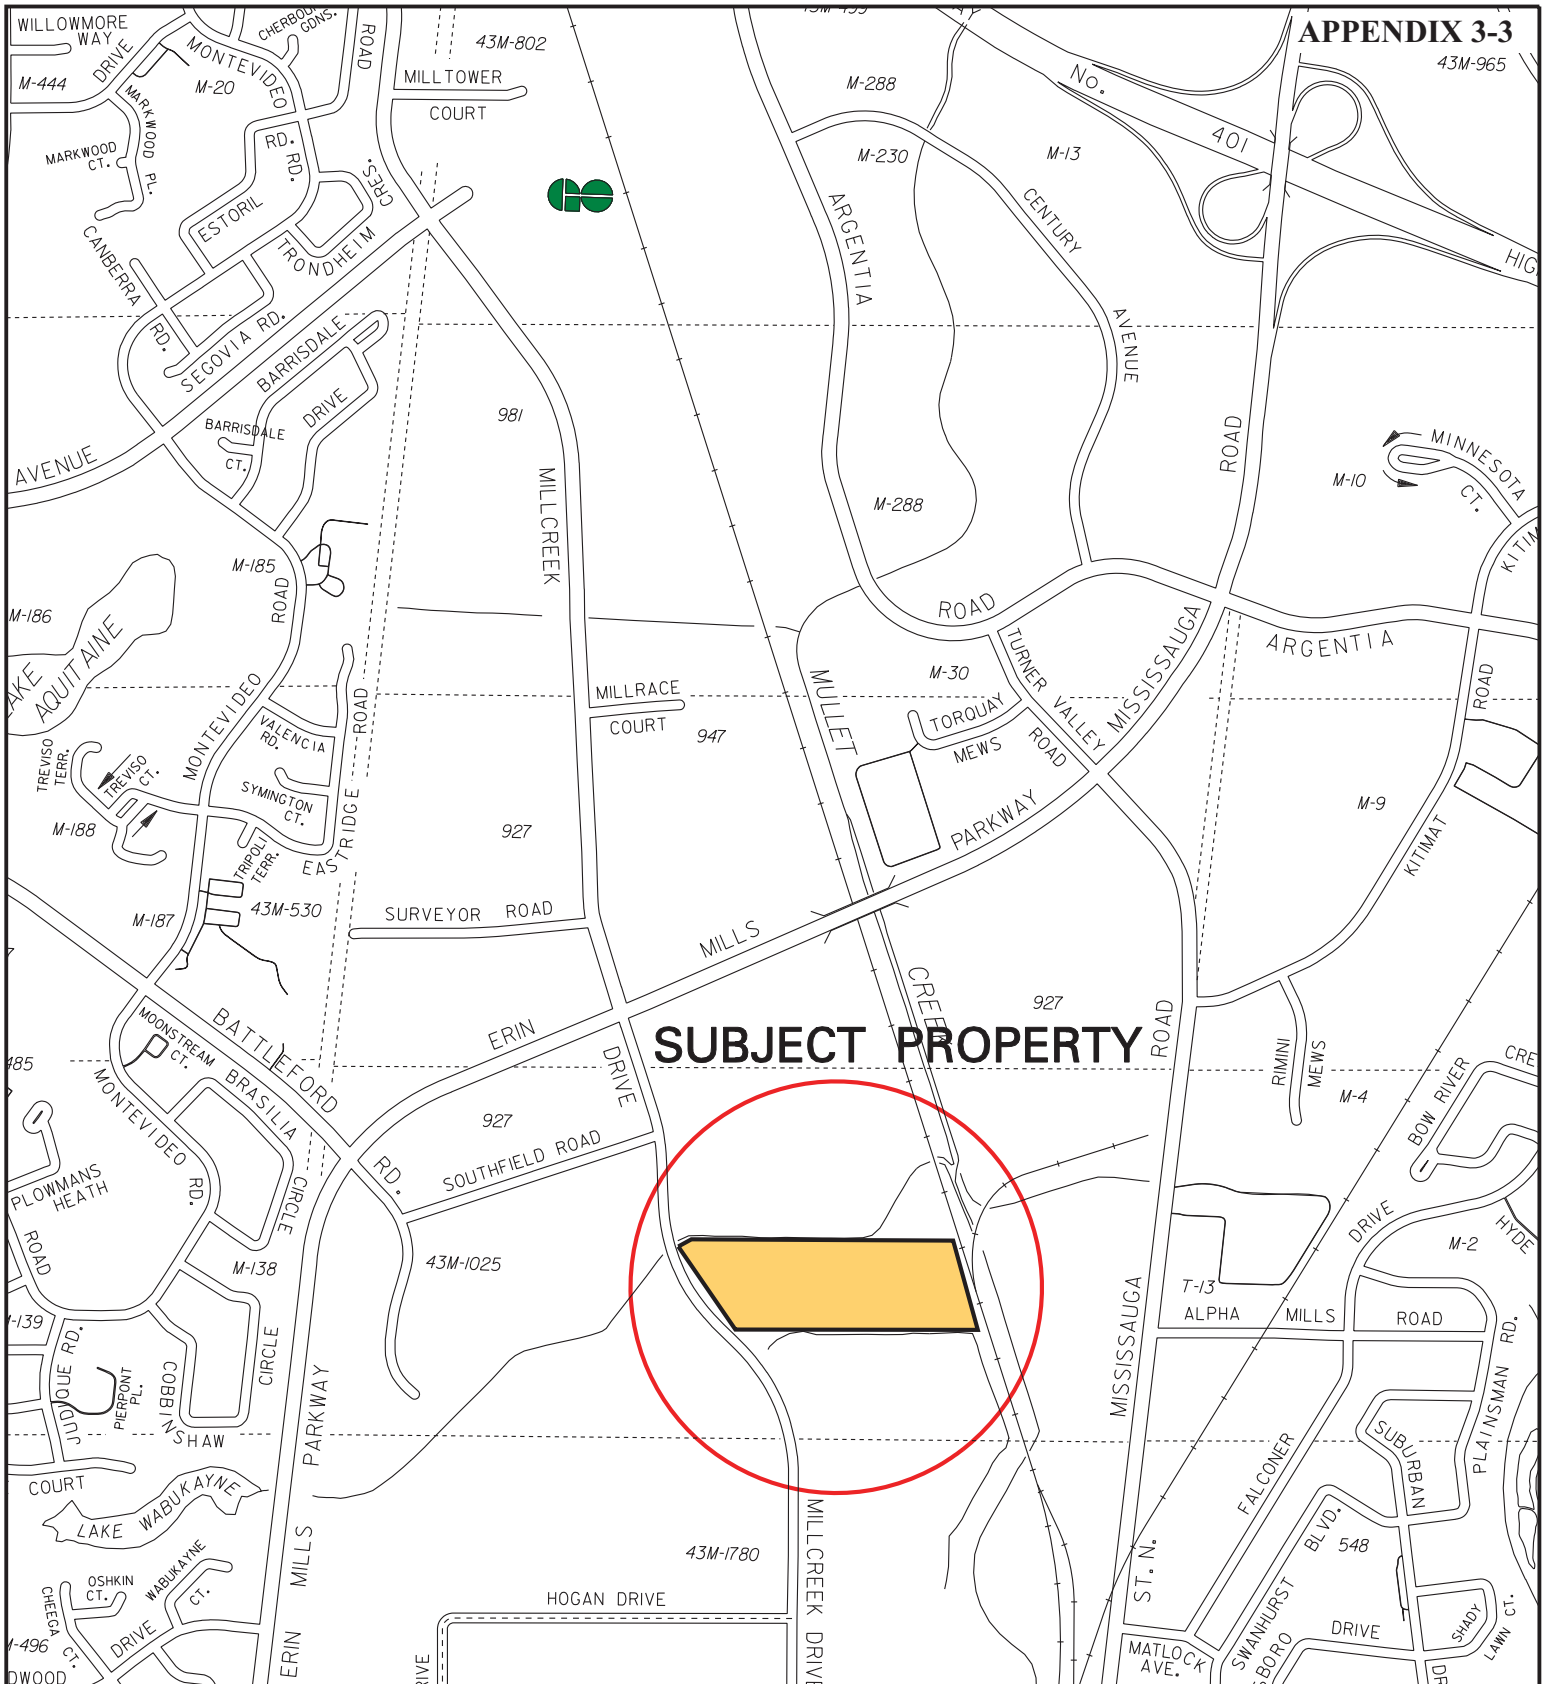 APPENDIX 3-3
WILLOWMORE
WAY
DRIVE
MONTEVIDEO
GDNS.
ROAD
43M-802
M-444
M-20
MILLTOWER
COURT
M-288
NO.
401
43M-965
MARKWOOD PL.
MARKWOOD
CT.
RD.
RD.
CRES.
M-230
M-13
ESTORIL
TRONDHEIM
GO
ARGENTIA
CENTURY
AVENUE
CANBERRA
RD.
SEGOVIA RD.
BARRISDALE
DRIVE
BARRISDALE
CT.
AVENUE
981
MILLCREEK
ROAD
MINNESOTA
CT.
M-10
M-288
M-185
ROAD
M-186
AQUITAINE
ROAD
ARGENTIA
MONTEVIDEO
VALENCIA
RD.
ROAD
MILLRACE
COURT
947
MULLET
M-30
TURNER VALLEY
ROAD
TORQUAY
MEWS
MISSISSAUGA
ROAD
TREVISO
TERR.
TREVISO
CT.
SYMINGTON
CT.
M-188
TRIPOLI
TERR.
EASTRIDGE
927
PARKWAY
M-9
KITIMAT
M-187
43M-530
SURVEYOR ROAD
MILLS
CREEK
927
ERIN
DRIVE
SUBJECT PROPERTY
ROAD
BATTLEFORD
MOONSTREAM
CT.
BRASILIA
CIRCLE
MONTEVIDEO
RD.
RIMINI
MEWS
M-4
BOW RIVER
CRE
927
SOUTHFIELD ROAD
RD.
PLOWMANS
HEATH
ROAD
M-138
43M-1025
DRIVE
HYDE
M-2
T-13
MISSISSAUGA
ALPHA MILLS ROAD
JUDIQUE RD.
PIERPONT
PL.
COBBINSHAW
CIRCLE
PARKWAY
PLAINSMAN RD.
SUBURBAN
FALCONER
COURT
LAKE WABUKAYNE
MILLS
ERIN
43M-1780
MILLCREEK DRIVE
ST. N.
BLVD.
548
SWANHURST
OSHKIN
CT.
WABUKAYNE
CT.
CHEEGA CT.
DRIVE
HOGAN DRIVE
MATLOCK
AVE.
DRIVE
SHADY
LAWN CT.
DWOOD